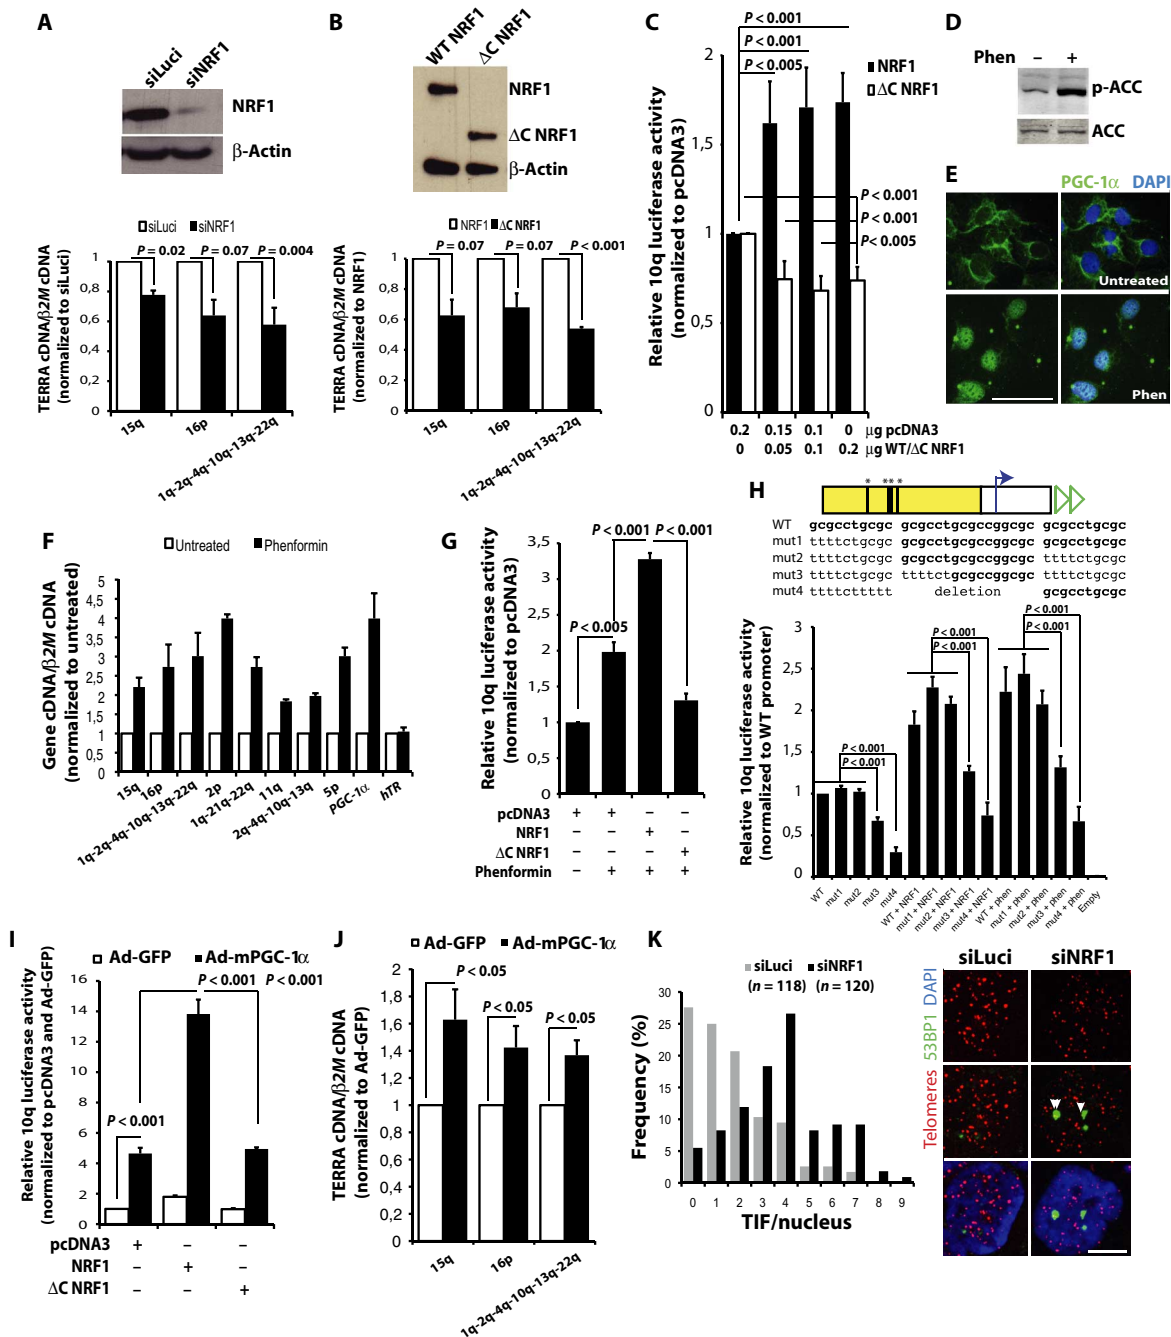 A
siLuci
siNRF1
NRF1
β-Actin
siLuci siNRF1
P = 0.02
P = 0.07
P = 0.004
TERRA cDNA/β2M cDNA
(normalized to siLuci)
1
0,8
0,6
0,4
0,2
0
15q
16p
1q-2q-4q-10q-13q-22q
B
WT NRF1
ΔC NRF1
NRF1
ΔC NRF1
β-Actin
NRF1 ΔC NRF1
P = 0.07
P = 0.07
P <0.001
TERRA cDNA/β2M cDNA
(normalized to NRF1)
1
0,8
0,6
0,4
0,2
0
15q
16p
1q-2q-4q-10q-13q-22q
C
P < 0.001
P < 0.001
P < 0.005
NRF1
ΔC NRF1
P < 0.001
P < 0.001
P < 0.005
Relative 10q luciferase activity
(normalized to pcDNA3)
2
1,5
1
0,5
0
0.2 0.15 0.1 0 μg pcDNA3
0 0.05 0.1 0.2 μg WT/ΔC NRF1
D
Phen – +
p-ACC
ACC
E
PGC-1α DAPI
Untreated
Phen
F
Untreated Phenformin
Gene cDNA/β2M cDNA
(normalized to untreated)
5
4,5
4
3,5
3
2,5
2
1,5
1
0,5
0
15q
16p
1q-2q-4q-10q-13q-22q
2p
1q-21q-22q
11q
2q-4q-10q-13q
5p
PGC-1α
hTR
G
P < 0.001
P < 0.001
P < 0.005
Relative 10q luciferase activity
(normalized to pcDNA3)
3,5
3
2,5
2
1,5
1
0,5
0
pcDNA3 + + – –
NRF1 – – + –
ΔC NRF1 – – – +
Phenformin – + + +
H
* ** *
WT gcgcctgcgc gcgcctgcgccggcgc gcgcctgcgc
mut1 ttttctgcgc gcgcctgcgccggcgc gcgcctgcgc
mut2 ttttctgcgc gcgcctgcgccggcgc ttttctgcgc
mut3 ttttctgcgc ttttctgcgccggcgc ttttctgcgc
mut4 ttttcttttt deletion gcgcctgcgc
P < 0.001
P < 0.001
P < 0.001
P < 0.001
P < 0.001
P < 0.001
Relative 10q luciferase activity
(normalized to WT promoter)
3
2,5
2
1,5
1
0,5
0
WT
mut1
mut2
mut3
mut4
WT + NRF1
mut1 + NRF1
mut2 + NRF1
mut3 + NRF1
mut4 + NRF1
WT + phen
mut1 + phen
mut2 + phen
mut3 + phen
mut4 + phen
Empty
I
Ad-GFP Ad-mPGC-1α
P < 0.001
P < 0.001
P < 0.001
Relative 10q luciferase activity
(normalized to pcDNA3 and Ad-GFP)
16
14
12
10
8
6
4
2
0
pcDNA3 + – –
NRF1 – + –
ΔC NRF1 – – +
J
Ad-GFP Ad-mPGC-1α
P < 0.05
P < 0.05
P < 0.05
TERRA cDNA/β2M cDNA
(normalized to Ad-GFP)
2
1,8
1,6
1,4
1,2
1
0,8
0,6
0,4
0,2
0
15q
16p
1q-2q-4q-10q-13q-22q
K
siLuci siNRF1
(n = 118) (n = 120)
Frequency (%)
30
25
20
15
10
5
0
0 1 2 3 4 5 6 7 8 9
TIF/nucleus
siLuci siNRF1
Telomeres 53BP1 DAPI